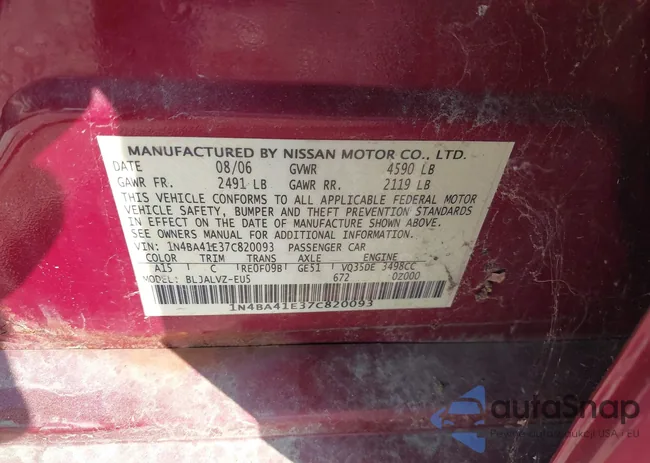 MANUFACTURED BY NISSAN MOTOR CO., LTD.
DATE 08/06 GVWR 4590 LB
GAWR FR. 2491 LB GAWR RR. 2119 LB
THIS VEHICLE CONFORMS TO ALL APPLICABLE FEDERAL MOTOR
VEHICLE SAFETY, BUMPER AND THEFT PREVENTION STANDARDS
IN EFFECT ON THE DATE OF MANUFACTURE SHOWN ABOVE.
SEE OWNERS MANUAL FOR ADDITIONAL INFORMATION
VIN: 1N4BA41E37C820093 PASSENGER CAR
COLOR TRIM TRANS AXLE ENGINE
A15 C RE0F09B GE51 VQ35DE 3498CC
MODEL: BLJALVZ-EU5 672 0Z000
1N4BA41E37C820093
autoSnap
USA / EU